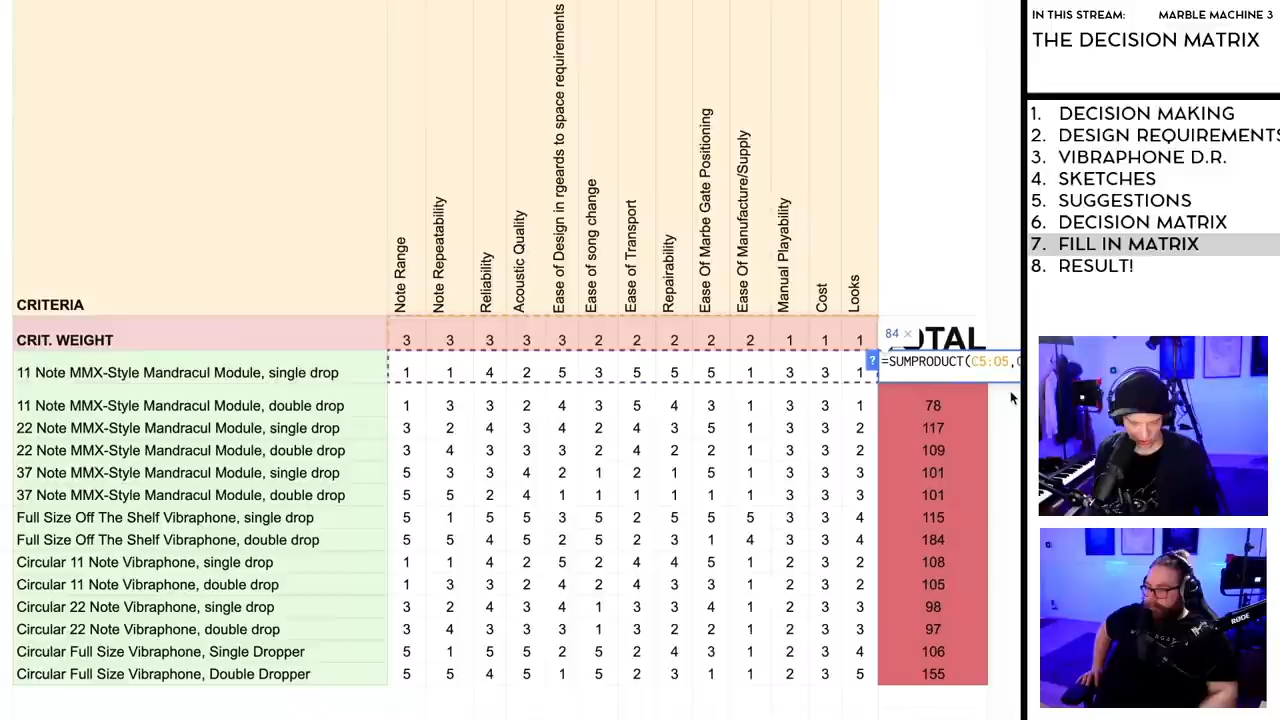 IN THIS STREAM: MARBLE MACHINE 3
THE DECISION MATRIX
1. DECISION MAKING
2. DESIGN REQUIREMENTS
3. VIBRAPHONE D.R.
4. SKETCHES
5. SUGGESTIONS
6. DECISION MATRIX
7. FILL IN MATRIX
8. RESULT!
CRITERIA
Note Range
Note Repeatability
Reliability
Acoustic Quality
Ease of Design in rgeards to space requirements
Ease of song change
Ease of Transport
Repairability
Ease Of Marbe Gate Positioning
Ease Of Manufacture/Supply
Manual Playability
Cost
Looks
CRIT. WEIGHT 3 3 3 3 3 2 2 2 2 2 1 1 1 84 × OTAL
11 Note MMX-Style Mandracul Module, single drop 1 1 4 2 5 3 5 5 5 1 3 3 1 ? =SUMPRODUCT(C5:O5,
11 Note MMX-Style Mandracul Module, double drop 1 3 3 2 4 3 5 4 3 1 3 3 1 78
22 Note MMX-Style Mandracul Module, single drop 3 2 4 3 4 2 4 3 5 1 3 3 2 117
22 Note MMX-Style Mandracul Module, double drop 3 4 3 3 3 2 4 2 2 1 3 3 2 109
37 Note MMX-Style Mandracul Module, single drop 5 3 3 4 2 1 2 1 5 1 3 3 3 101
37 Note MMX-Style Mandracul Module, double drop 5 5 2 4 1 1 1 1 1 1 3 3 3 101
Full Size Off The Shelf Vibraphone, single drop 5 1 5 5 3 5 2 5 5 5 3 3 4 115
Full Size Off The Shelf Vibraphone, double drop 5 5 4 5 2 5 2 3 1 4 3 3 4 184
Circular 11 Note Vibraphone, single drop 1 1 4 2 5 2 4 4 5 1 2 3 2 108
Circular 11 Note Vibraphone, double drop 1 3 3 2 4 2 4 3 3 1 2 3 2 105
Circular 22 Note Vibraphone, single drop 3 2 4 3 4 1 3 3 4 1 2 3 3 98
Circular 22 Note Vibraphone, double drop 3 4 3 3 3 1 3 2 2 1 2 3 3 97
Circular Full Size Vibraphone, Single Dropper 5 1 5 5 2 5 2 4 3 1 2 3 4 106
Circular Full Size Vibraphone, Double Dropper 5 5 4 5 1 5 2 3 1 1 2 3 5 155
RØDE